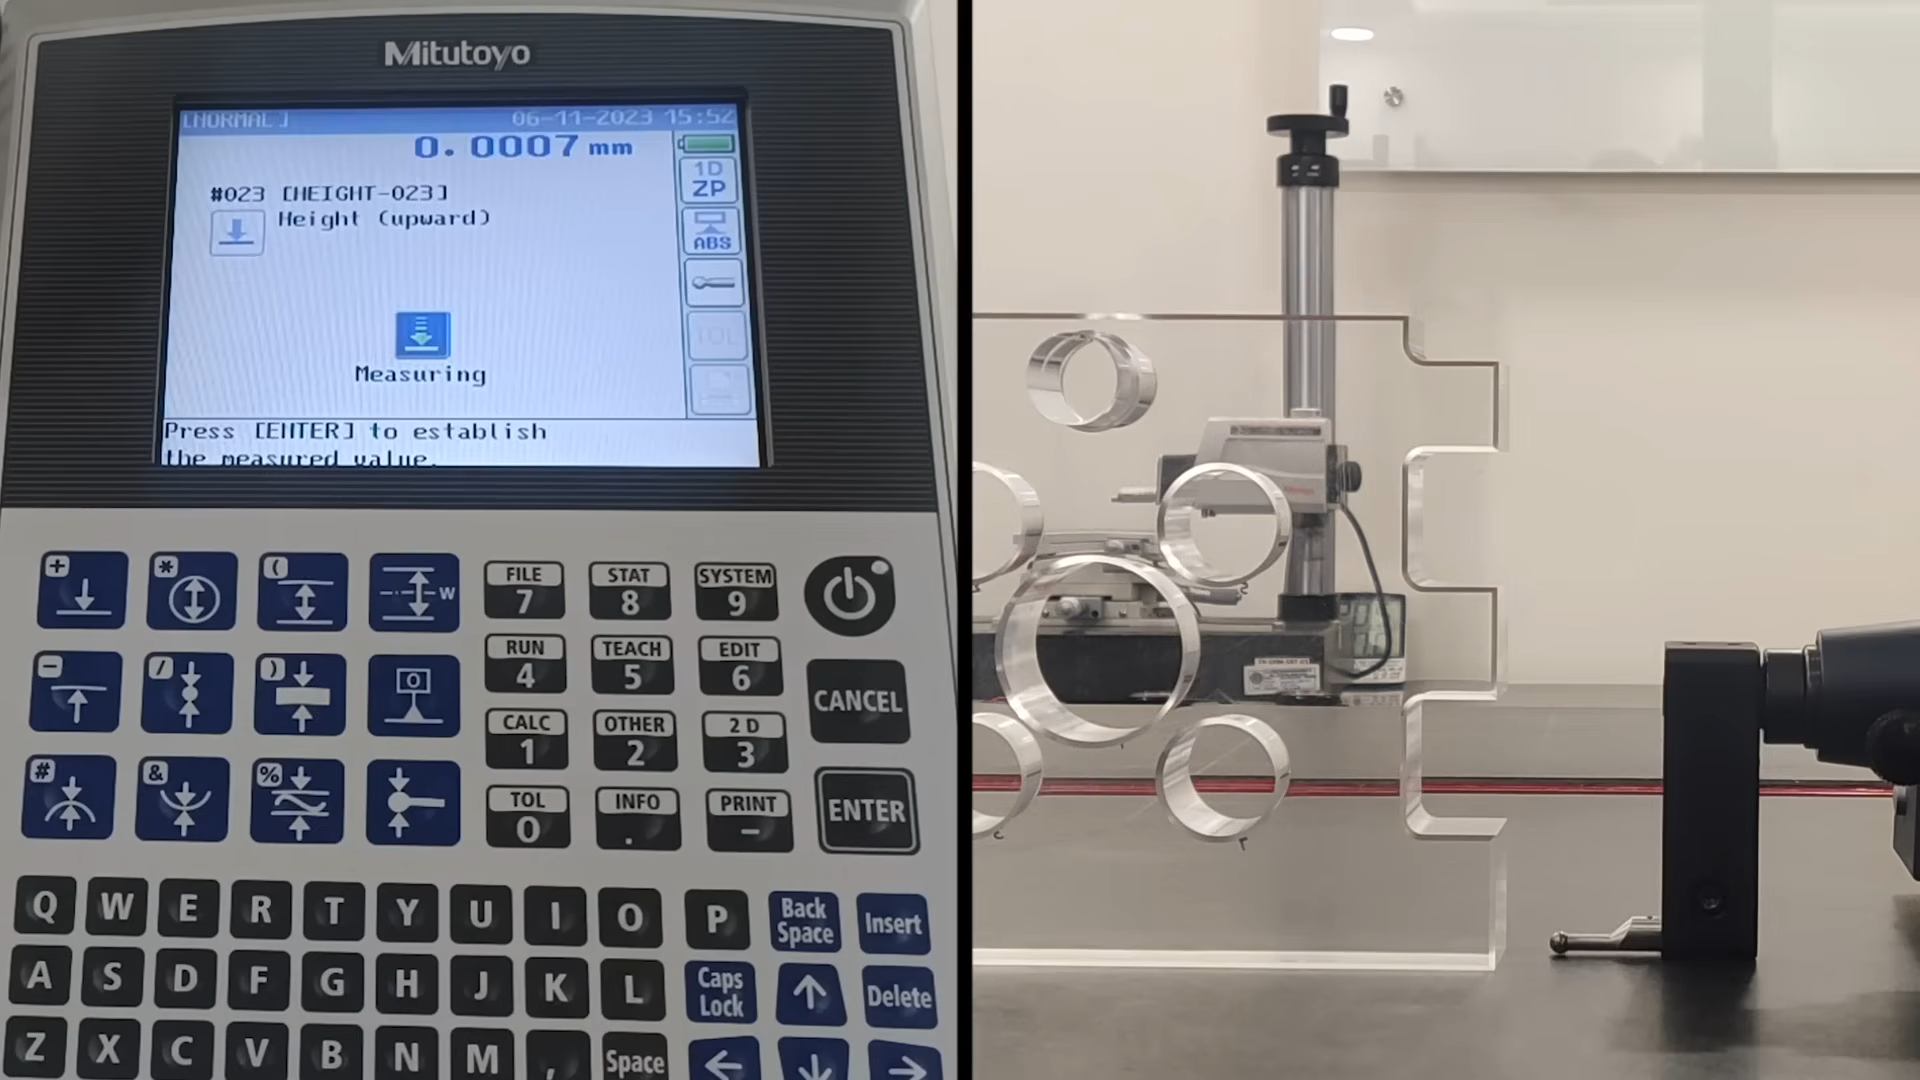 Mitutoyo
[NORMAL] 06-11-2023 15:52
0.0007 mm
1D
ZP
#023 [HEIGHT-023]
Height (upward)
ABS
TOL
Measuring
Press [ENTER] to establish
the measured value.
+ * (
W
FILE STAT SYSTEM
7 8 9
- / )
0
RUN TEACH EDIT
4 5 6
CANCEL
# & %
CALC OTHER 2 D
1 2 3
TOL INFO PRINT
0 . -
ENTER
Q W E R T Y U I O P Back Space Insert
A S D F G H J K L Caps Lock Delete
Z X C V B N M , Space